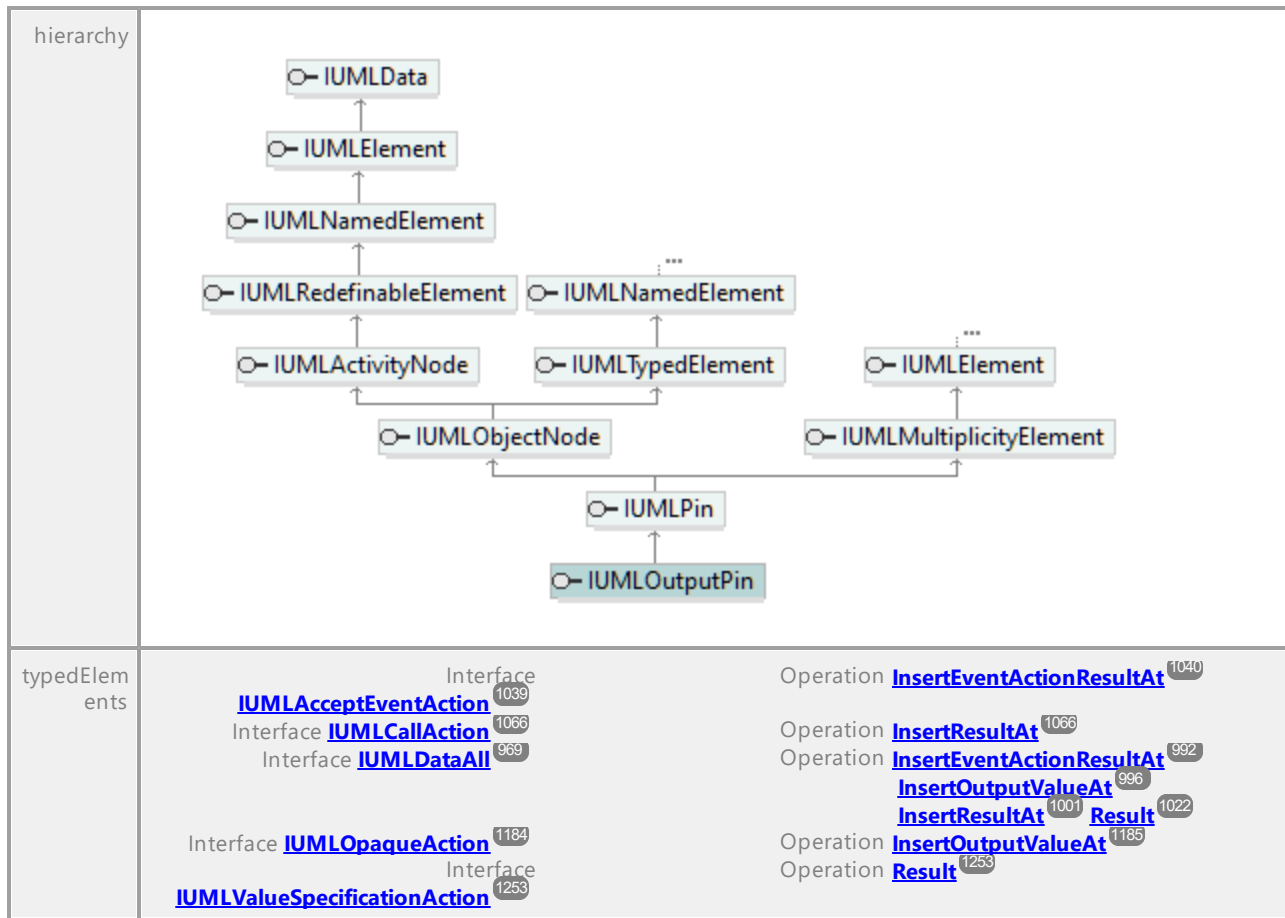 hierarchy
IUMLData
IUMLElement
IUMLNamedElement
IUMLRedefinableElement
IUMLNamedElement
IUMLActivityNode
IUMLTypedElement
IUMLElement
IUMLObjectNode
IUMLMultiplicityElement
IUMLPin
IUMLOutputPin
typedElem
ents
Interface
IUMLAcceptEventAction 1039
Operation InsertEventActionResultAt 1040
Interface IUMLCallAction 1066
Operation InsertResultAt 1066
Interface IUMLDataAll 969
Operation InsertEventActionResultAt 992
InsertOutputValueAt 996
InsertResultAt 1001 Result 1022
Interface IUMLOpaqueAction 1184
Operation InsertOutputValueAt 1185
Interface
IUMLValueSpecificationAction 1253
Operation Result 1253